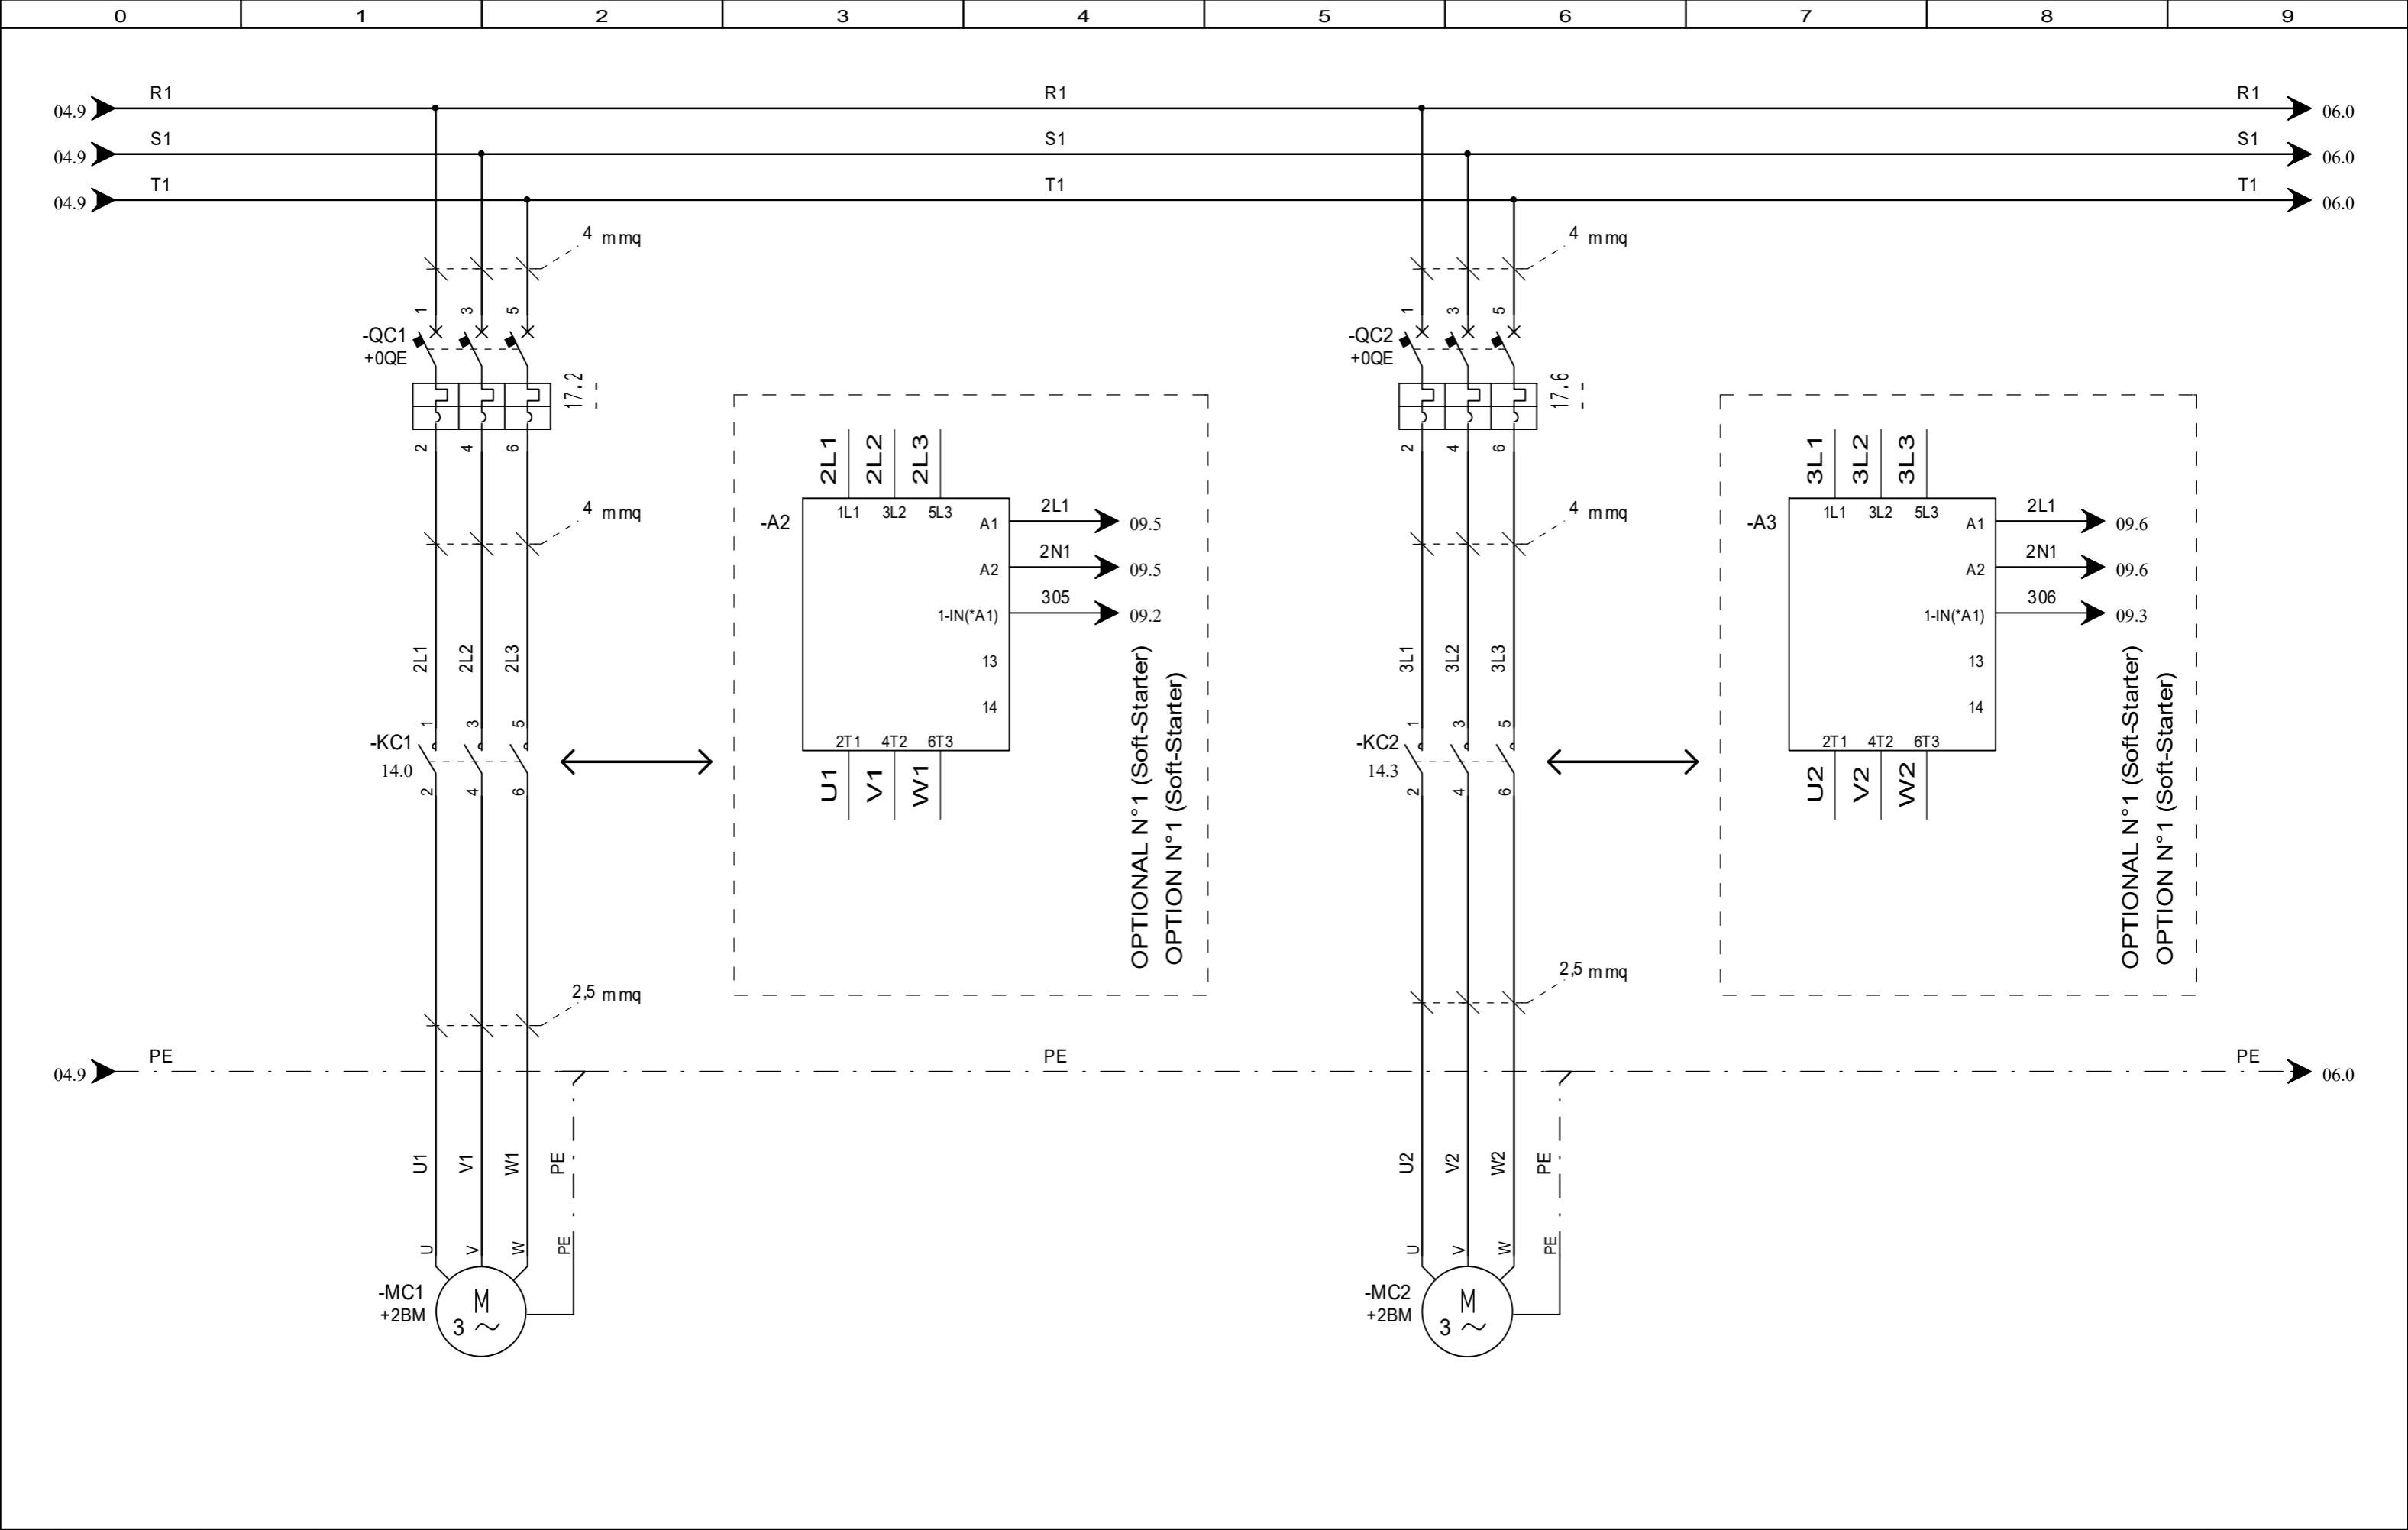 0 1 2 3 4 5 6 7 8 9
R1 R1 R1
04.9 06.0
S1 S1 S1
04.9 06.0
T1 T1 T1
04.9 06.0
4 mmq
1 3 5
-QC1
+0QE
17.2
2 4 6
4 mmq
2L1 2L2 2L3
1 3 5
-KC1
14.0
2 4 6
2,5 mmq
2L1 2L2 2L3
-A2
1L1 3L2 5L3
A1 2L1 09.5
A2 2N1 09.5
1-IN(*A1) 305 09.2
13
14
2T1 4T2 6T3
U1 V1 W1
OPTIONAL N°1 (Soft-Starter)
OPTION N°1 (Soft-Starter)
4 mmq
1 3 5
-QC2
+0QE
17.6
2 4 6
4 mmq
3L1 3L2 3L3
1 3 5
-KC2
14.3
2 4 6
2,5 mmq
3L1 3L2 3L3
-A3
1L1 3L2 5L3
A1 2L1 09.6
A2 2N1 09.6
1-IN(*A1) 306 09.3
13
14
2T1 4T2 6T3
U2 V2 W2
OPTIONAL N°1 (Soft-Starter)
OPTION N°1 (Soft-Starter)
PE PE PE
04.9 06.0
U1 V1 W1 PE
U V W PE
-MC1
+2BM
M
3 ~
U2 V2 W2 PE
U V W PE
-MC2
+2BM
M
3 ~